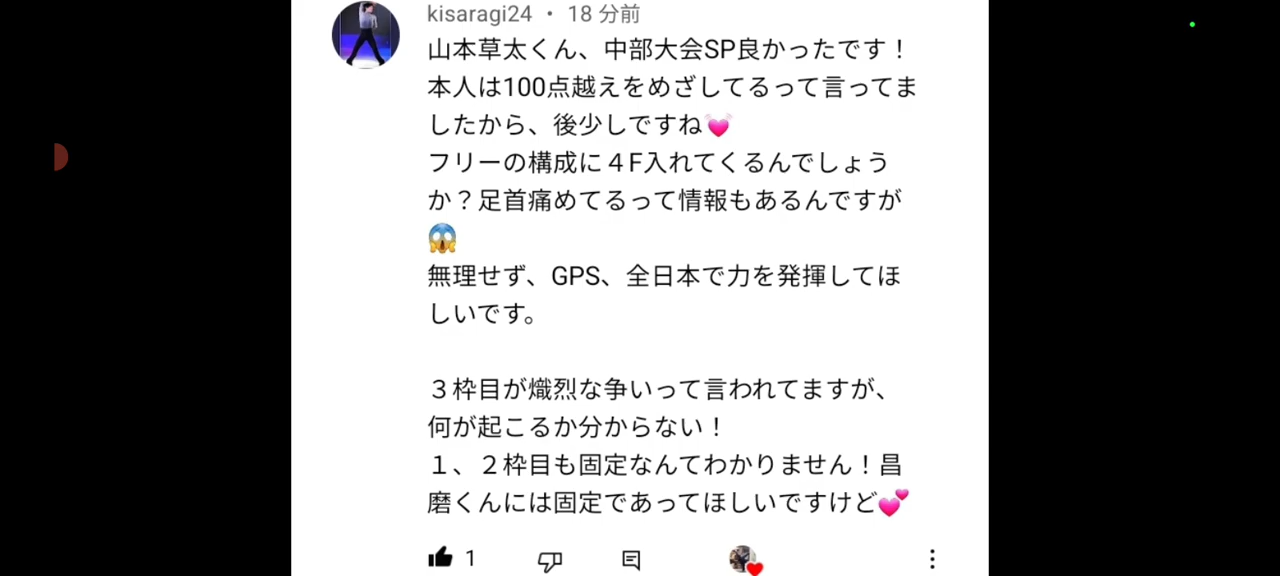 kisaragi24 • 18 分前
山本草太くん、中部大会SP良かったです！
本人は100点越えをめざしてるって言ってま
したから、後少しですね💓
フリーの構成に４F入れてくるんでしょう
か？足首痛めてるって情報もあるんですが
😱
無理せず、GPS、全日本で力を発揮してほ
しいです。
３枠目が熾烈な争いって言われてますが、
何が起こるか分からない！
１、２枠目も固定なんてわかりません！昌
磨くんには固定であってほしいですけど💕
1